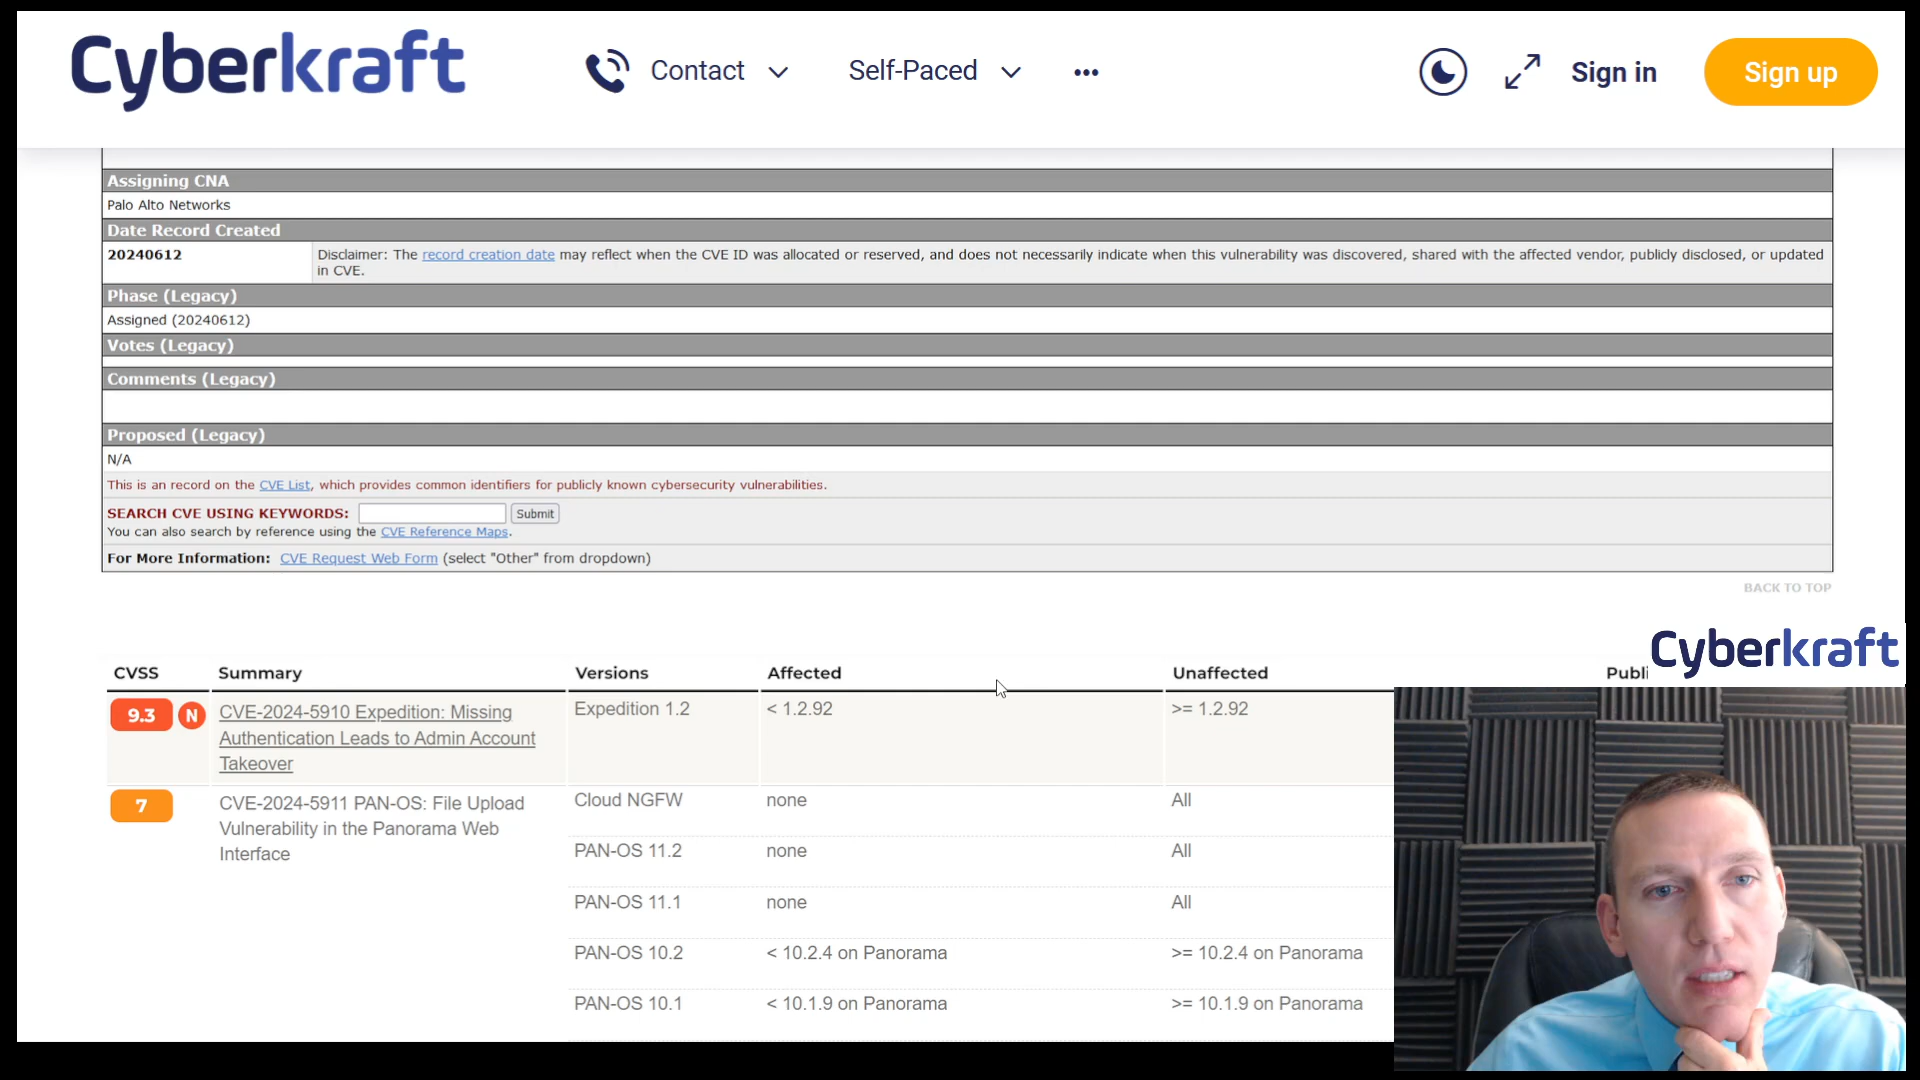 Cyberkraft
Contact
Self-Paced
•••
Sign in
Sign up
Assigning CNA
Palo Alto Networks
Date Record Created
20240612
Disclaimer: The record creation date may reflect when the CVE ID was allocated or reserved, and does not necessarily indicate when this vulnerability was discovered, shared with the affected vendor, publicly disclosed, or updated
in CVE.
Phase (Legacy)
Assigned (20240612)
Votes (Legacy)
Comments (Legacy)
Proposed (Legacy)
N/A
This is an record on the CVE List, which provides common identifiers for publicly known cybersecurity vulnerabilities.
SEARCH CVE USING KEYWORDS: Submit
You can also search by reference using the CVE Reference Maps.
For More Information: CVE Request Web Form (select "Other" from dropdown)
BACK TO TOP
Cyberkraft
CVSS Summary Versions Affected Unaffected Publi
9.3 N CVE-2024-5910 Expedition: Missing Expedition 1.2 < 1.2.92 >= 1.2.92
Authentication Leads to Admin Account
Takeover
7 CVE-2024-5911 PAN-OS: File Upload Cloud NGFW none All
Vulnerability in the Panorama Web
Interface
PAN-OS 11.2 none All
PAN-OS 11.1 none All
PAN-OS 10.2 < 10.2.4 on Panorama >= 10.2.4 on Panorama
PAN-OS 10.1 < 10.1.9 on Panorama >= 10.1.9 on Panorama